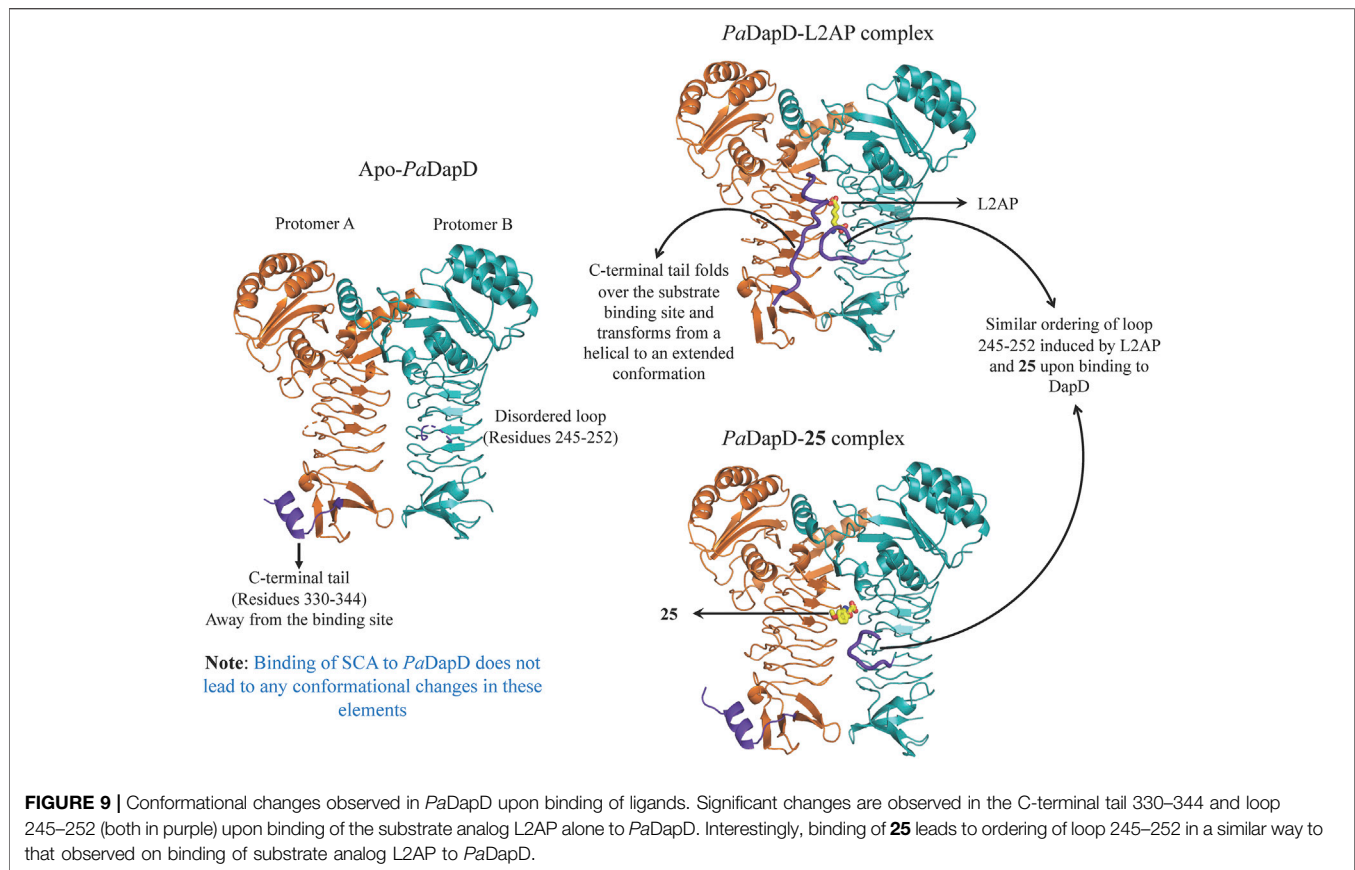 PaDapD-L2AP complex
L2AP
C-terminal tail folds
over the substrate
binding site and
transforms from a
helical to an extended
conformation
Similar ordering of loop
245-252 induced by L2AP
and 25 upon binding to
DapD
Apo-PaDapD
Protomer A
Protomer B
Disordered loop
(Residues 245-252)
C-terminal tail
(Residues 330-344)
Away from the binding site
Note: Binding of SCA to PaDapD does not
lead to any conformational changes in these
elements
PaDapD-25 complex
25
FIGURE 9 | Conformational changes observed in PaDapD upon binding of ligands. Significant changes are observed in the C-terminal tail 330–344 and loop
245–252 (both in purple) upon binding of the substrate analog L2AP alone to PaDapD. Interestingly, binding of 25 leads to ordering of loop 245–252 in a similar way to
that observed on binding of substrate analog L2AP to PaDapD.